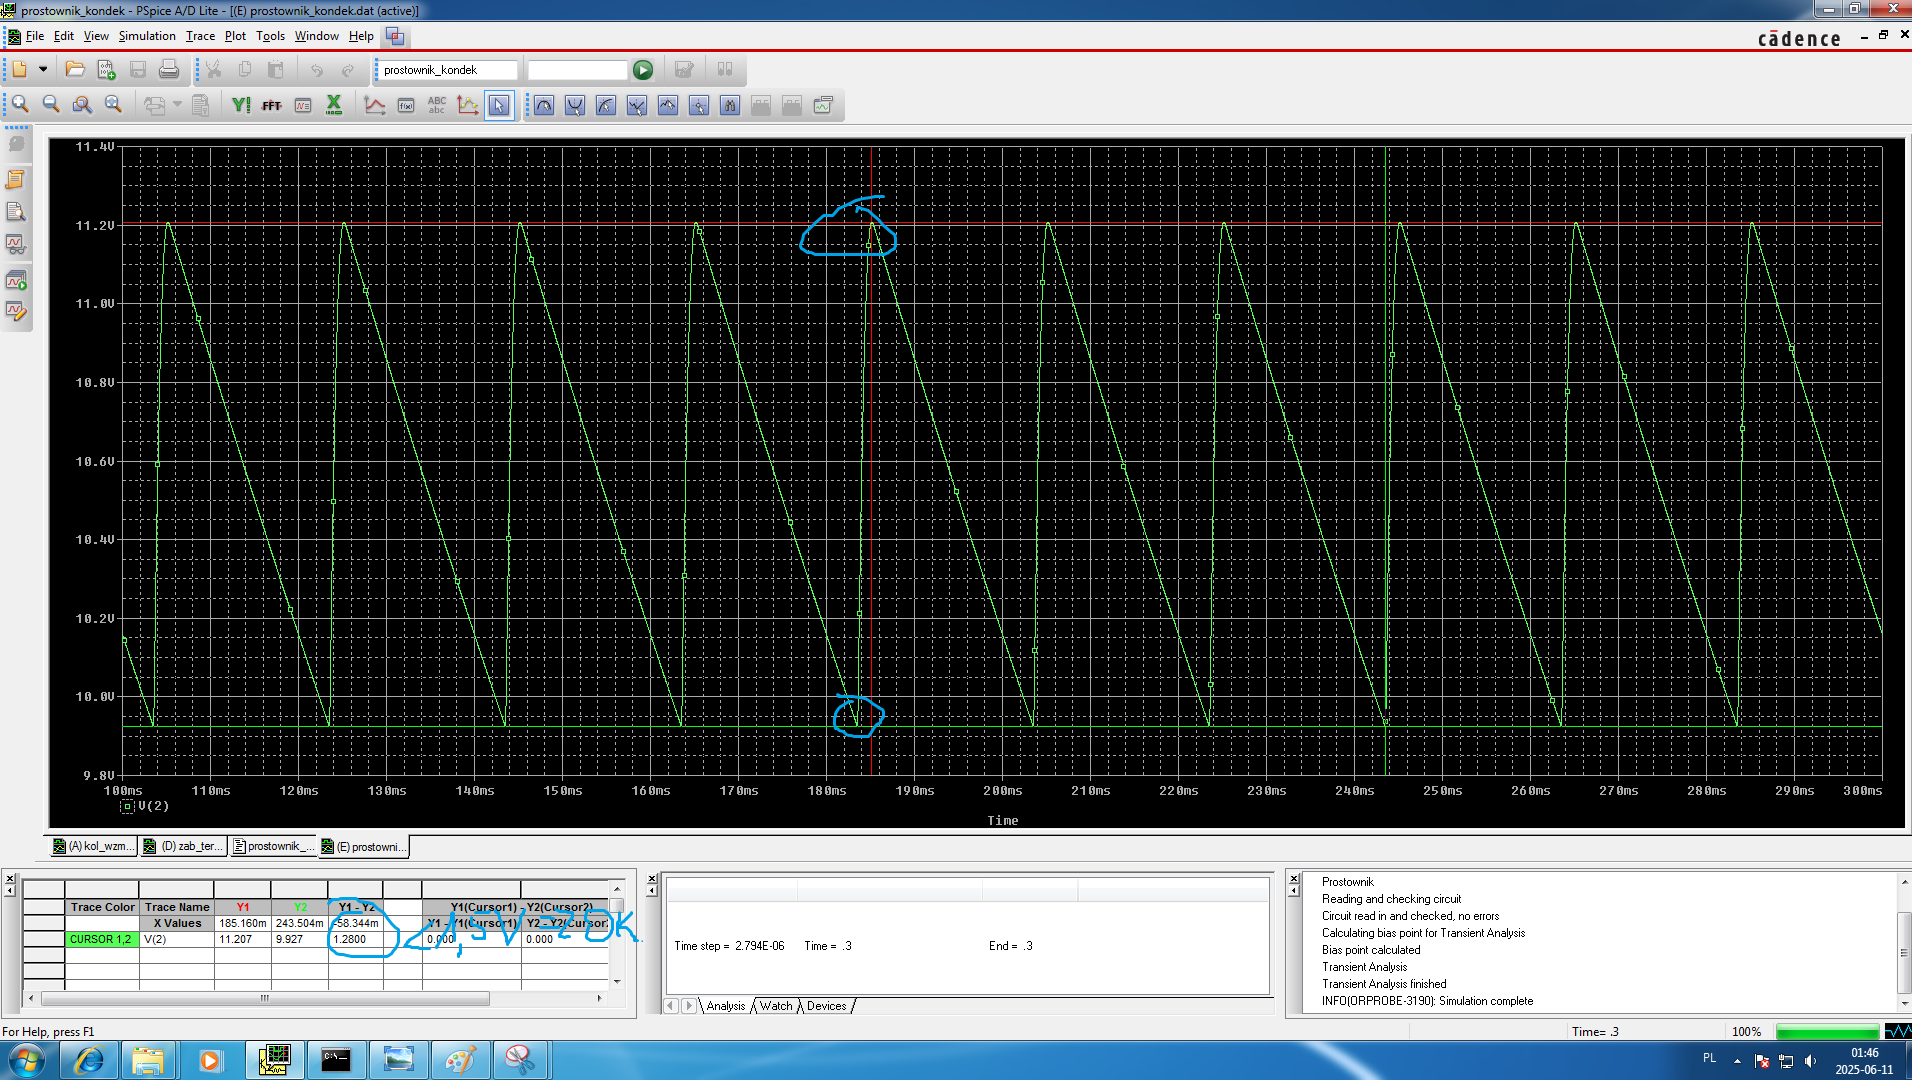 prostownik_kondek - PSpice A/D Lite - [(E) prostownik_kondek.dat (active)]
File Edit View Simulation Trace Plot Tools Window Help
cādence
prostownik_kondek
Y! FFT ABC abc
11.4V
11.2V
11.0V
10.8V
10.6V
10.4V
10.2V
10.0V
9.8V
100ms 110ms 120ms 130ms 140ms 150ms 160ms 170ms 180ms 190ms 200ms 210ms 220ms 230ms 240ms 250ms 260ms 270ms 280ms 290ms 300ms
V(2)
Time
(A) kol_wzm... (D) zab_ter... prostownik_... (E) prostowni...
Trace Color Trace Name Y1 Y2 Y1 - Y2 Y1(Cursor1) - Y2(Cursor2)
X Values 185.160m 243.504m -58.344m Y1 - Y1(Cursor1) Y2 - Y2(Cursor:
CURSOR 1,2 V(2) 11.207 9.927 1.2800 0.000 0.000
<1,5V = > OK.
Time step = 2.794E-06 Time = .3 End = .3
Analysis Watch Devices
Prostownik
Reading and checking circuit
Circuit read in and checked, no errors
Calculating bias point for Transient Analysis
Bias point calculated
Transient Analysis
Transient Analysis finished
INFO(ORPROBE-3190): Simulation complete
For Help, press F1
Time= .3 100%
PL
01:46
2025-06-11